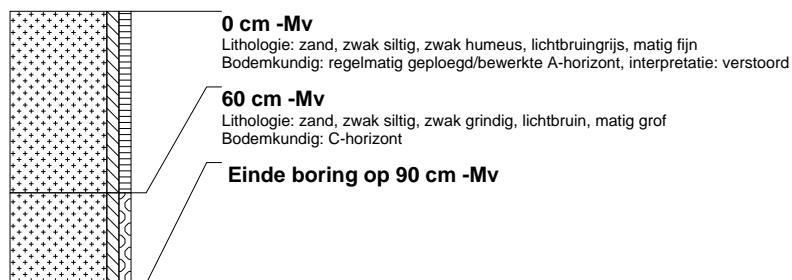 0 cm -Mv
Lithologie: zand, zwak siltig, zwak humeus, lichtbruingrijs, matig fijn
Bodemkundig: regelmatig geploegd/bewerkte A-horizont, interpretatie: verstoord
60 cm -Mv
Lithologie: zand, zwak siltig, zwak grindig, lichtbruin, matig grof
Bodemkundig: C-horizont
Einde boring op 90 cm -Mv